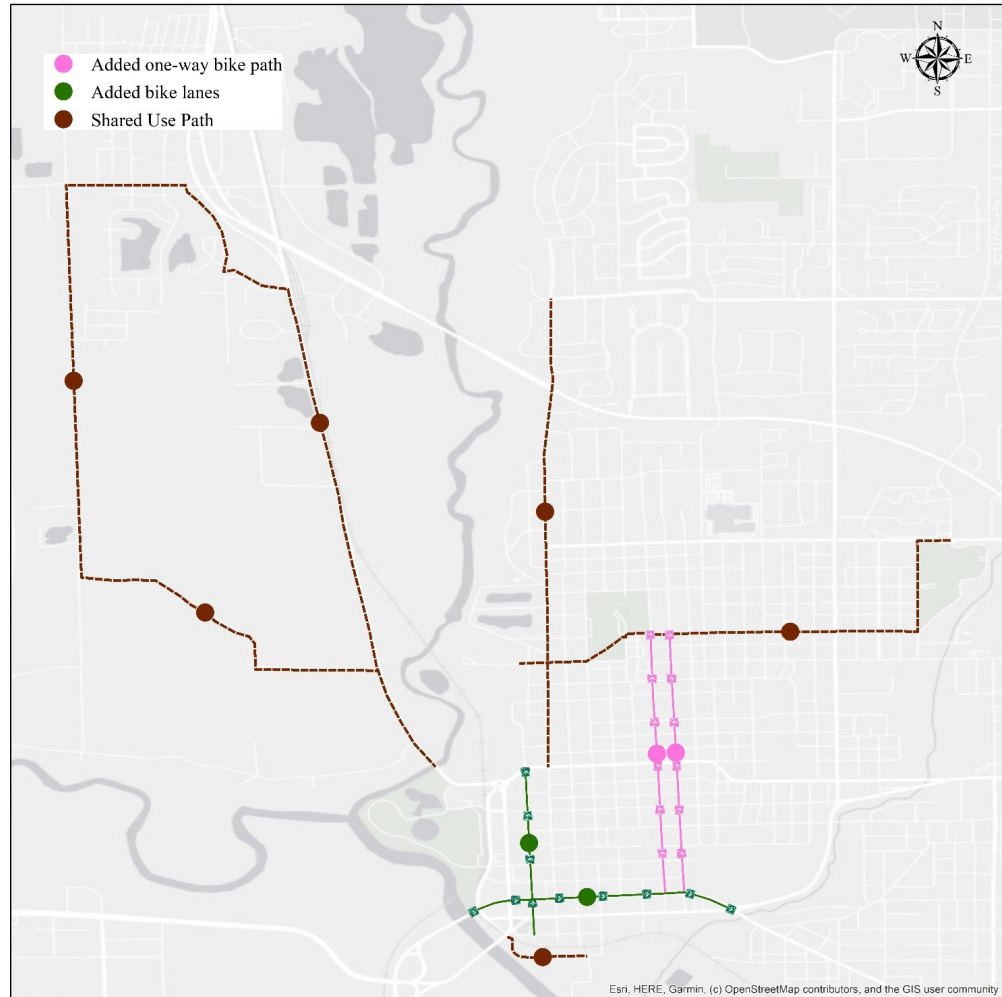 N
W E
S
Added one-way bike path
Added bike lanes
Shared Use Path
Esri, HERE, Garmin, (c) OpenStreetMap contributors, and the GIS user community